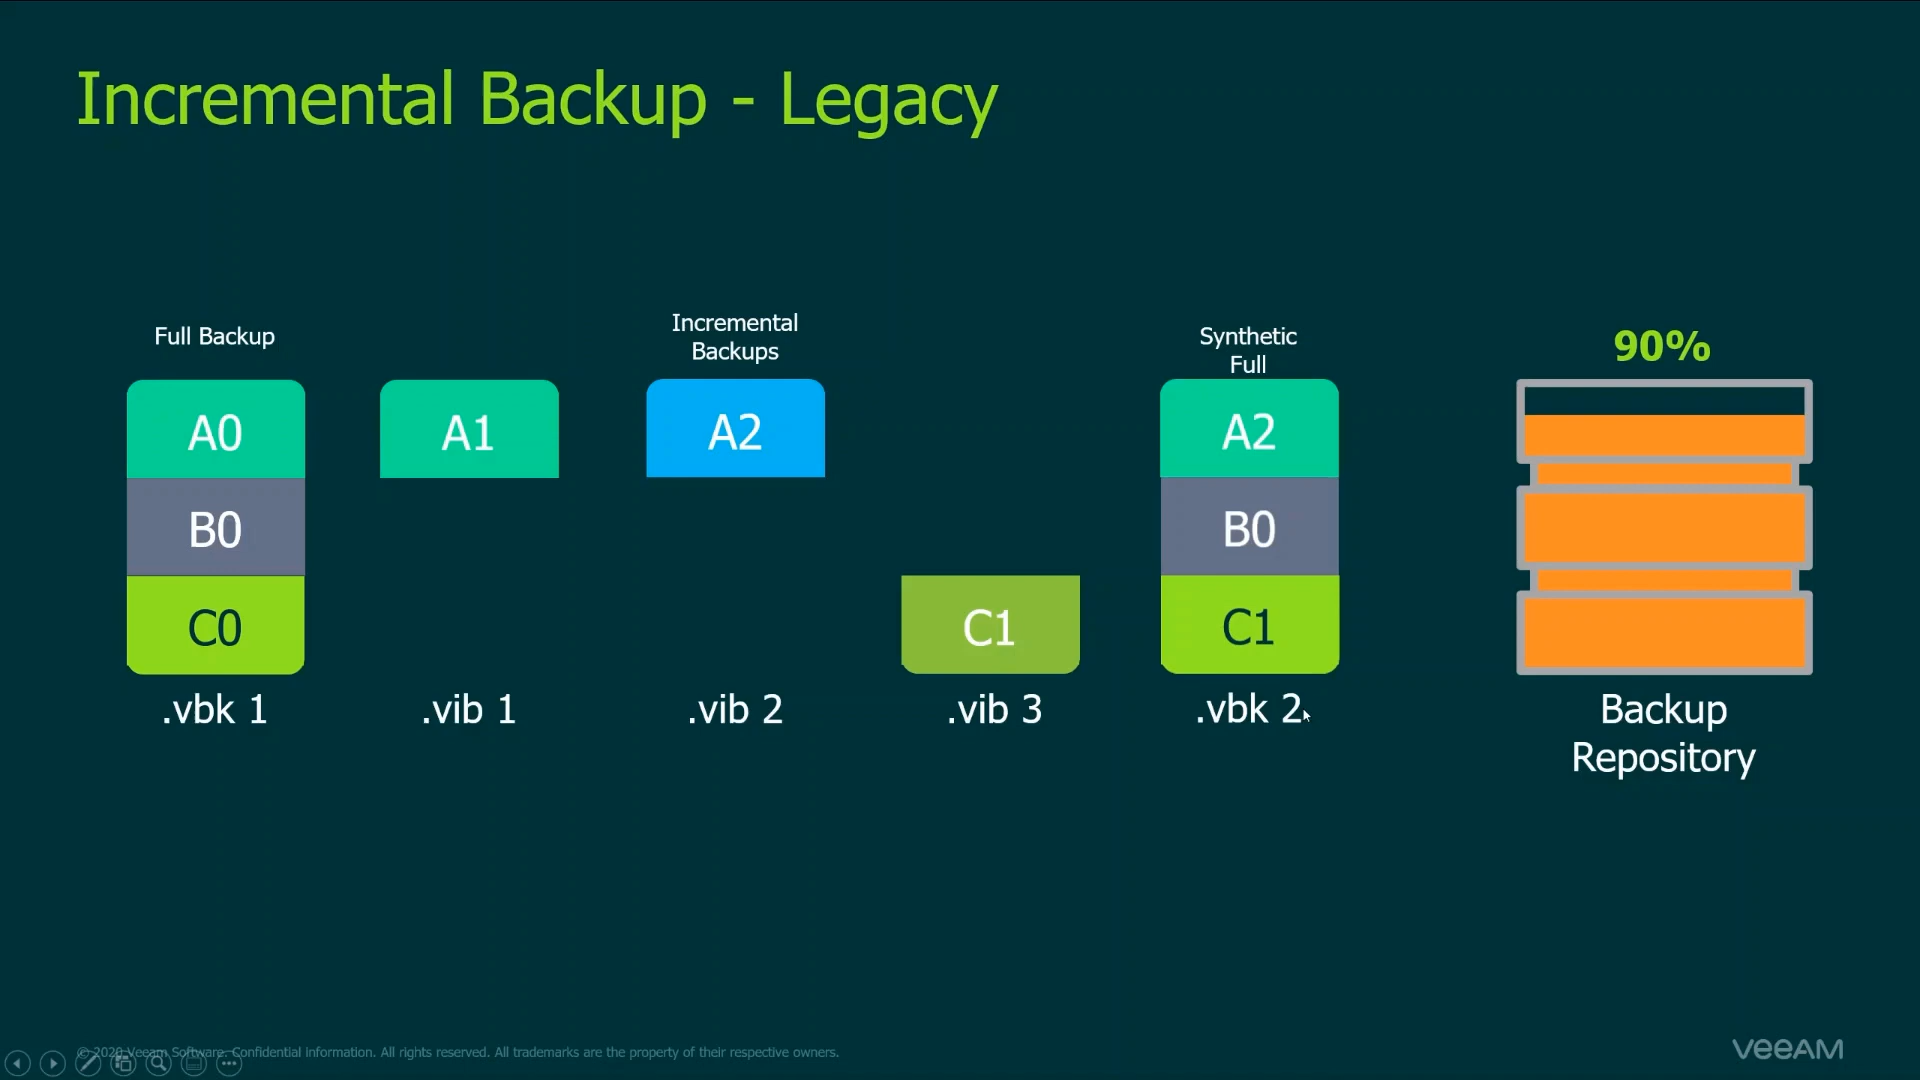 Incremental Backup - Legacy
Full Backup
Incremental
Backups
Synthetic
Full
90%
A0
A1
A2
A2
B0
B0
C0
C1
C1
.vbk 1
.vib 1
.vib 2
.vib 3
.vbk 2
Backup
Repository
© 2020 Veeam Software. Confidential information. All rights reserved. All trademarks are the property of their respective owners.
VEEAM